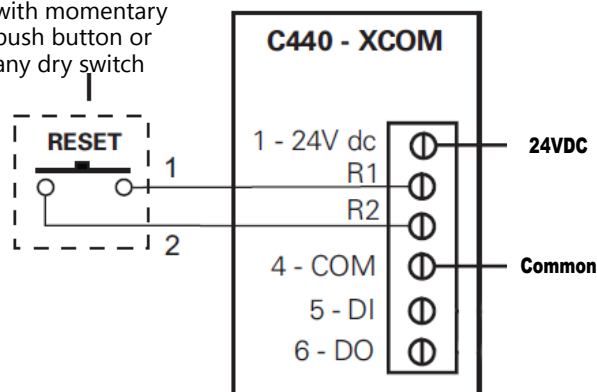 with momentary
push button or
any dry switch
C440 - XCOM
RESET
1
2
1 - 24V dc
R1
R2
4 - COM
5 - DI
6 - DO
24VDC
Common